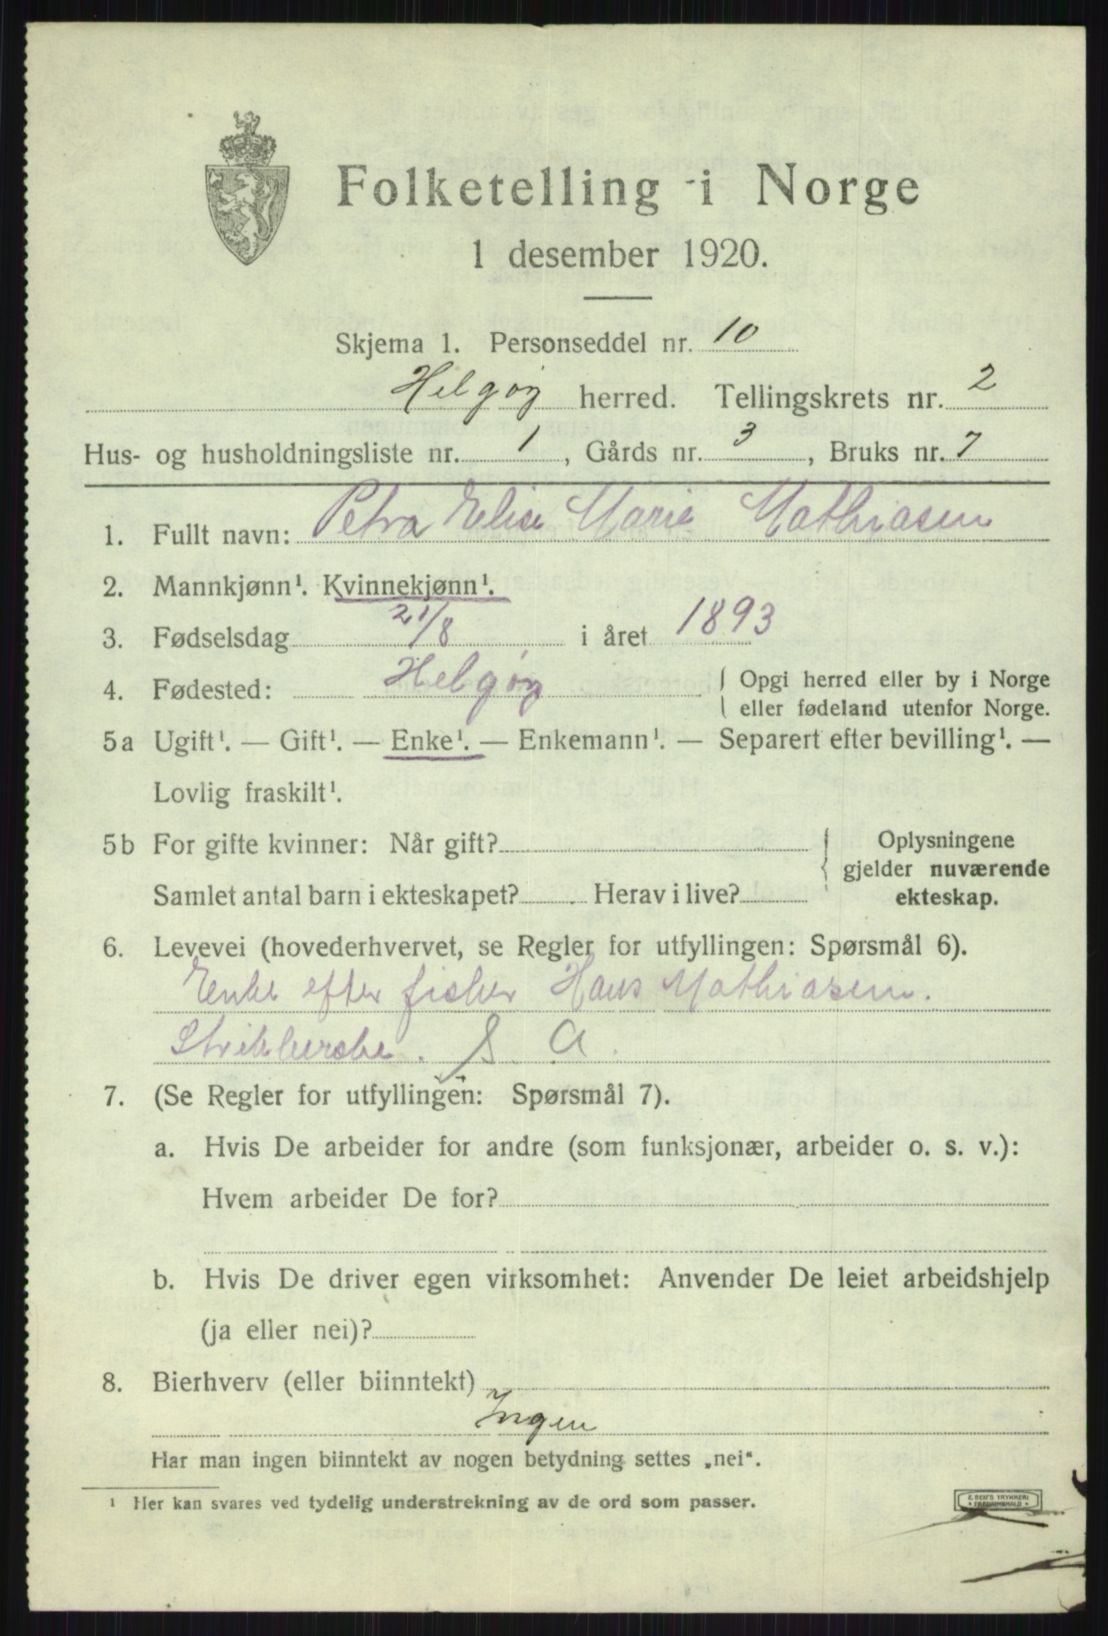 Folketelling i Norge
1 desember 1920.
Skjema 1. Personseddel nr. 10
Helgøy herred. Tellingskrets nr. 2
Hus- og husholdningsliste nr. 1, Gårds nr. 3, Bruks nr. 7
1. Fullt navn: Petra Elise Marie Mathiasen
2. Mannkjønn¹. Kvinnekjønn¹.
3. Fødselsdag 21/8 i året 1893
4. Fødested: Helgøy { Opgi herred eller by i Norge
eller fødeland utenfor Norge.
5a Ugift¹. — Gift¹. — Enke¹. — Enkemann¹. — Separert efter bevilling¹. —
Lovlig fraskilt¹.
5b For gifte kvinner: Når gift? { Oplysningene
gjelder nuværende
Samlet antal barn i ekteskapet? Herav i live? ekteskap.
6. Levevei (hovederhvervet, se Regler for utfyllingen: Spørsmål 6).
Enke efter fisker Hans Mathiasen.
S A.
7. (Se Regler for utfyllingen: Spørsmål 7).
a. Hvis De arbeider for andre (som funksjonær, arbeider o. s. v.):
Hvem arbeider De for?
b. Hvis De driver egen virksomhet: Anvender De leiet arbeidshjelp
(ja eller nei)?
8. Bierhverv (eller biinntekt)
Ingen
Har man ingen biinntekt av nogen betydning settes „nei".
¹ Her kan svares ved tydelig understrekning av de ord som passer.